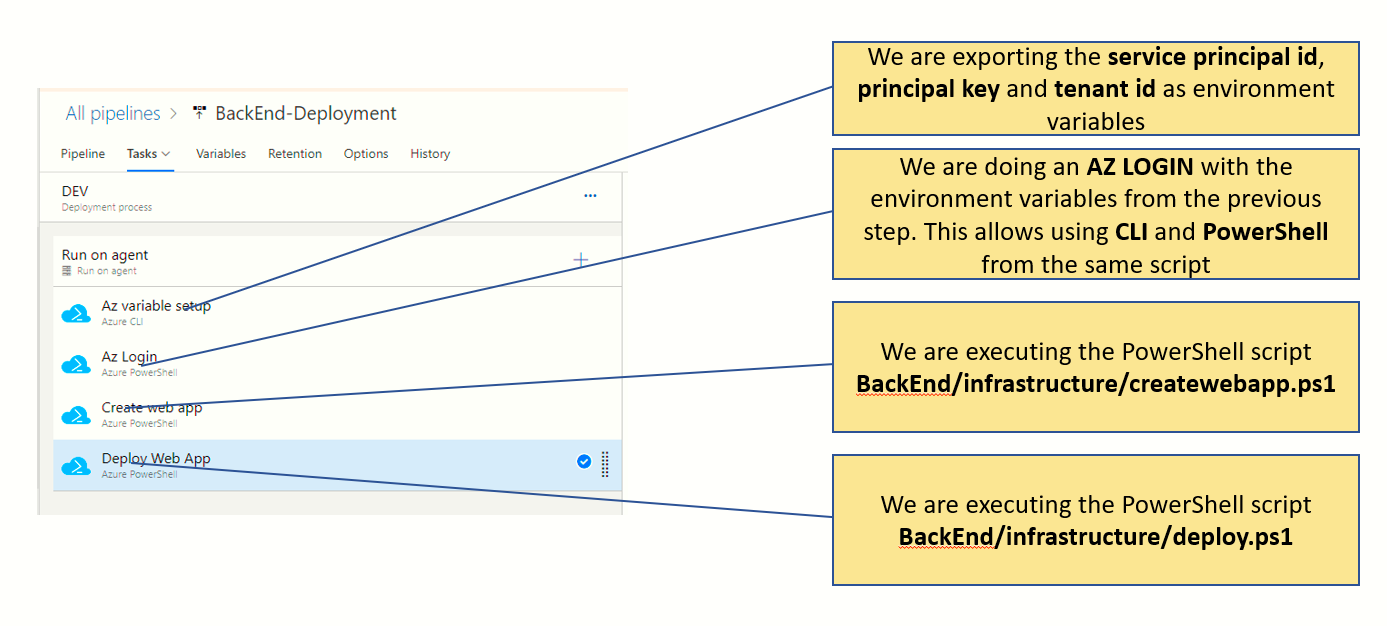 All pipelines > BackEnd-Deployment
Pipeline Tasks Variables Retention Options History
DEV
Deployment process
Run on agent
Run on agent
Az variable setup
Azure CLI
Az Login
Azure PowerShell
Create web app
Azure PowerShell
Deploy Web App
Azure PowerShell
We are exporting the service principal id,
principal key and tenant id as environment
variables
We are doing an AZ LOGIN with the
environment variables from the previous
step. This allows using CLI and PowerShell
from the same script
We are executing the PowerShell script
BackEnd/infrastructure/createwebapp.ps1
We are executing the PowerShell script
BackEnd/infrastructure/deploy.ps1